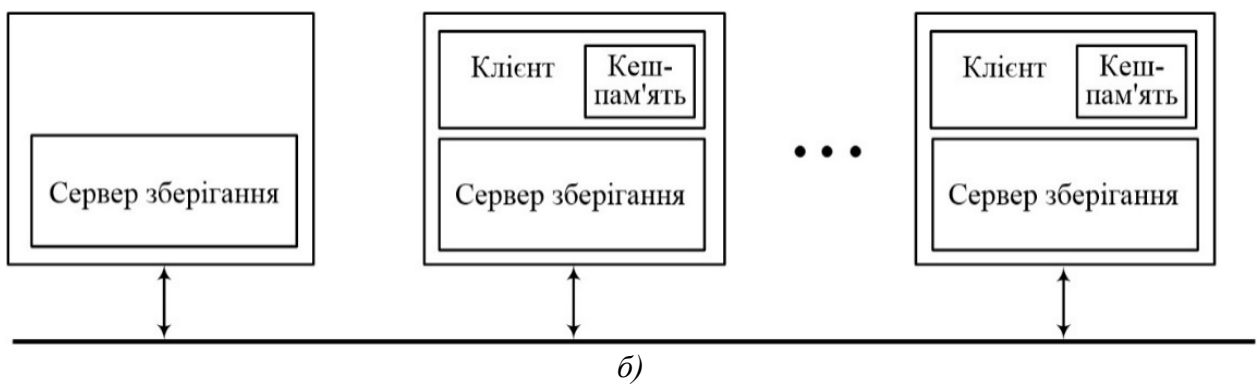 Клієнт
Кеш-
пам'ять
Клієнт
Кеш-
пам'ять
Сервер зберігання
Сервер зберігання
Сервер зберігання
б)